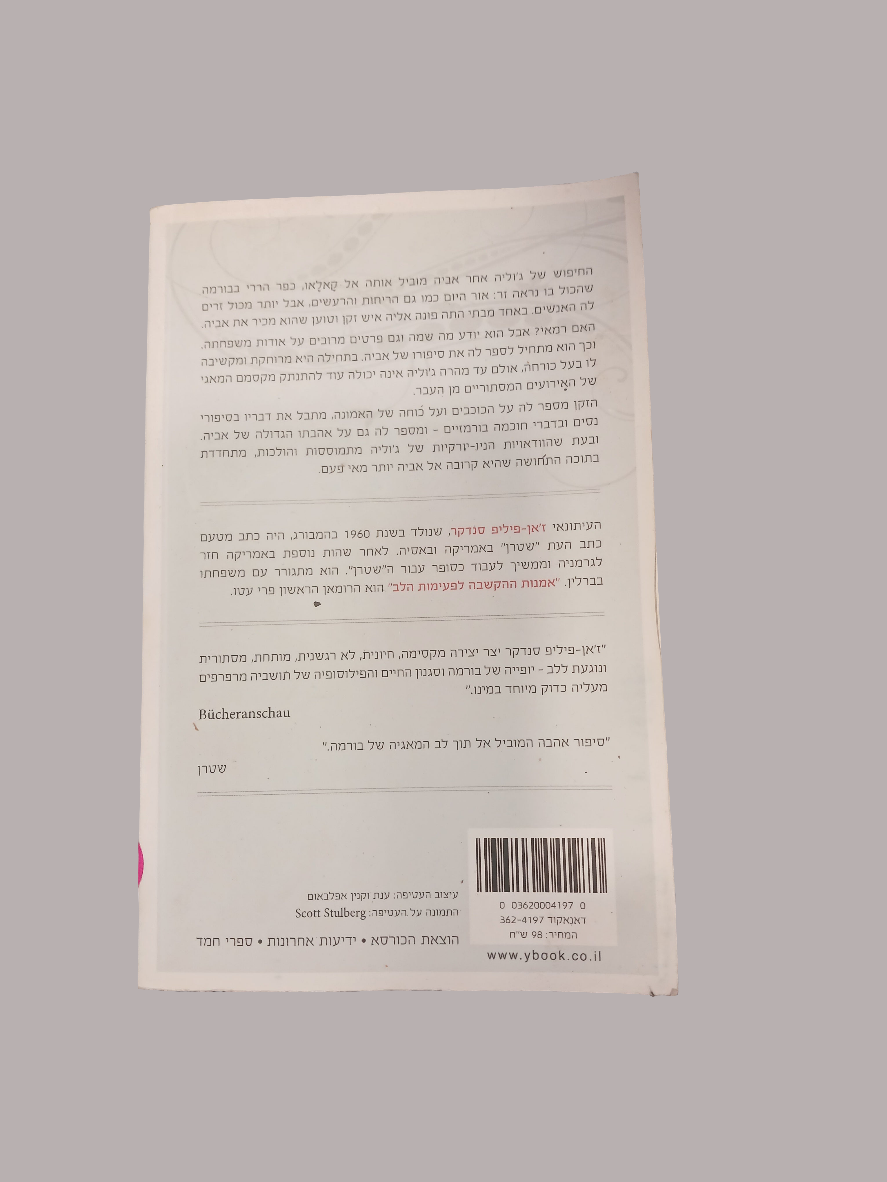 החיפוש של ג'וליה אחר אביה מוביל אותה אל קָאלָאו, כפר הררי בבורמה
שהכול בו נראה זר: אור היום כמו גם הריחות והרעשים, אבל יותר מכול זרים
לה האנשים. באחד מבתי התה פונה אליה איש זקן וטוען שהוא מכיר את אביה.
האם רמאי? אבל הוא יודע מה שמה וגם פרטים מרובים על אודות משפחתה.
וכך הוא מתחיל לספר לה את סיפורו של אביה. בתחילה היא מרוחקת ומקשיבה
לו בעל כורחה, אולם עד מהרה ג'וליה אינה יכולה עוד להתנתק מקסמם המאגי
של האירועים המסתוריים מן העבר.
הזקן מספר לה על הכוכבים ועל כוחה של האמונה, מתבל את דבריו בסיפורי
נסים ובדברי חוכמה בורמזיים – ומספר לה גם על אהבתו הגדולה של אביה.
ובעת שהוודאויות הניו-יורקיות של ג'וליה מתמוססות והולכות, מתחדדת
בתוכה התחושה שהיא קרובה אל אביה יותר מאי פעם.
העיתונאי ז'אן-פיליפ סנדקר, שנולד בשנת 1960 בהמבורג, היה כתב מטעם
כתב העת "שטרן" באמריקה ובאסיה. לאחר שהות נוספת באמריקה חזר
לגרמניה וממשיך לעבוד כסופר עבור ה"שטרן". הוא מתגורר עם משפחתו
בברלין. "אמנות ההקשבה לפעימות הלב" הוא הרומאן הראשון פרי עטו.
"ז'אן-פיליפ סנדקר יצר יצירה מקסימה, חיונית, לא רגשנית, מותחת, מסתורית
ונוגעת ללב – יופייה של בורמה וסגנון החיים והפילוסופיה של תושביה מרפרפים
מעליה כדוק מיוחד במינו."
Bücheranschau
"סיפור אהבה המוביל אל תוך לב המאגיה של בורמה."
שטרן
עיצוב העטיפה: ענת וקנין אפלבאום
התמונה על העטיפה: Scott Stulberg
הוצאת הכורסא • ידיעות אחרונות • ספרי חמד
0 03620004197 0
דאנאקוד 362-4197
המחיר: 98 ש"ח
www.ybook.co.il